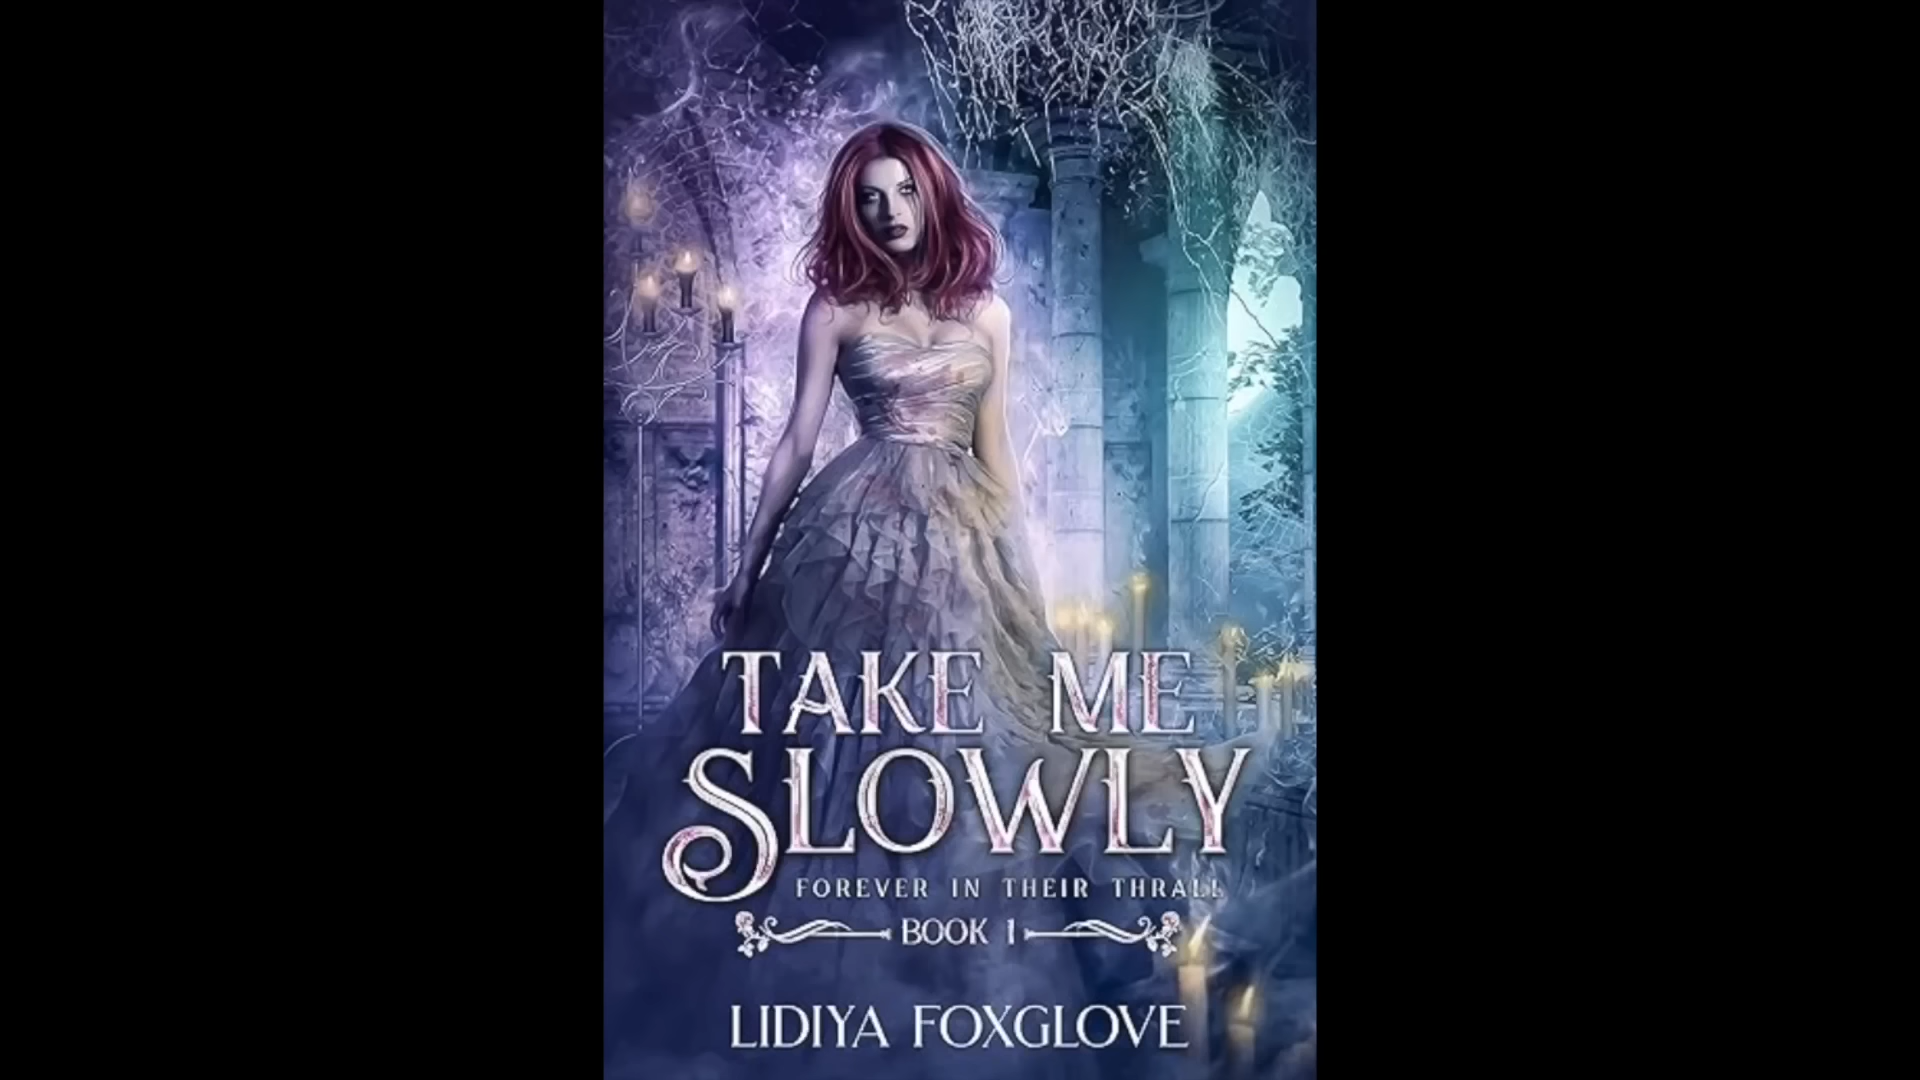 TAKE ME
SLOWLY
FOREVER IN THEIR THRALL
BOOK 1
LIDIYA FOXGLOVE